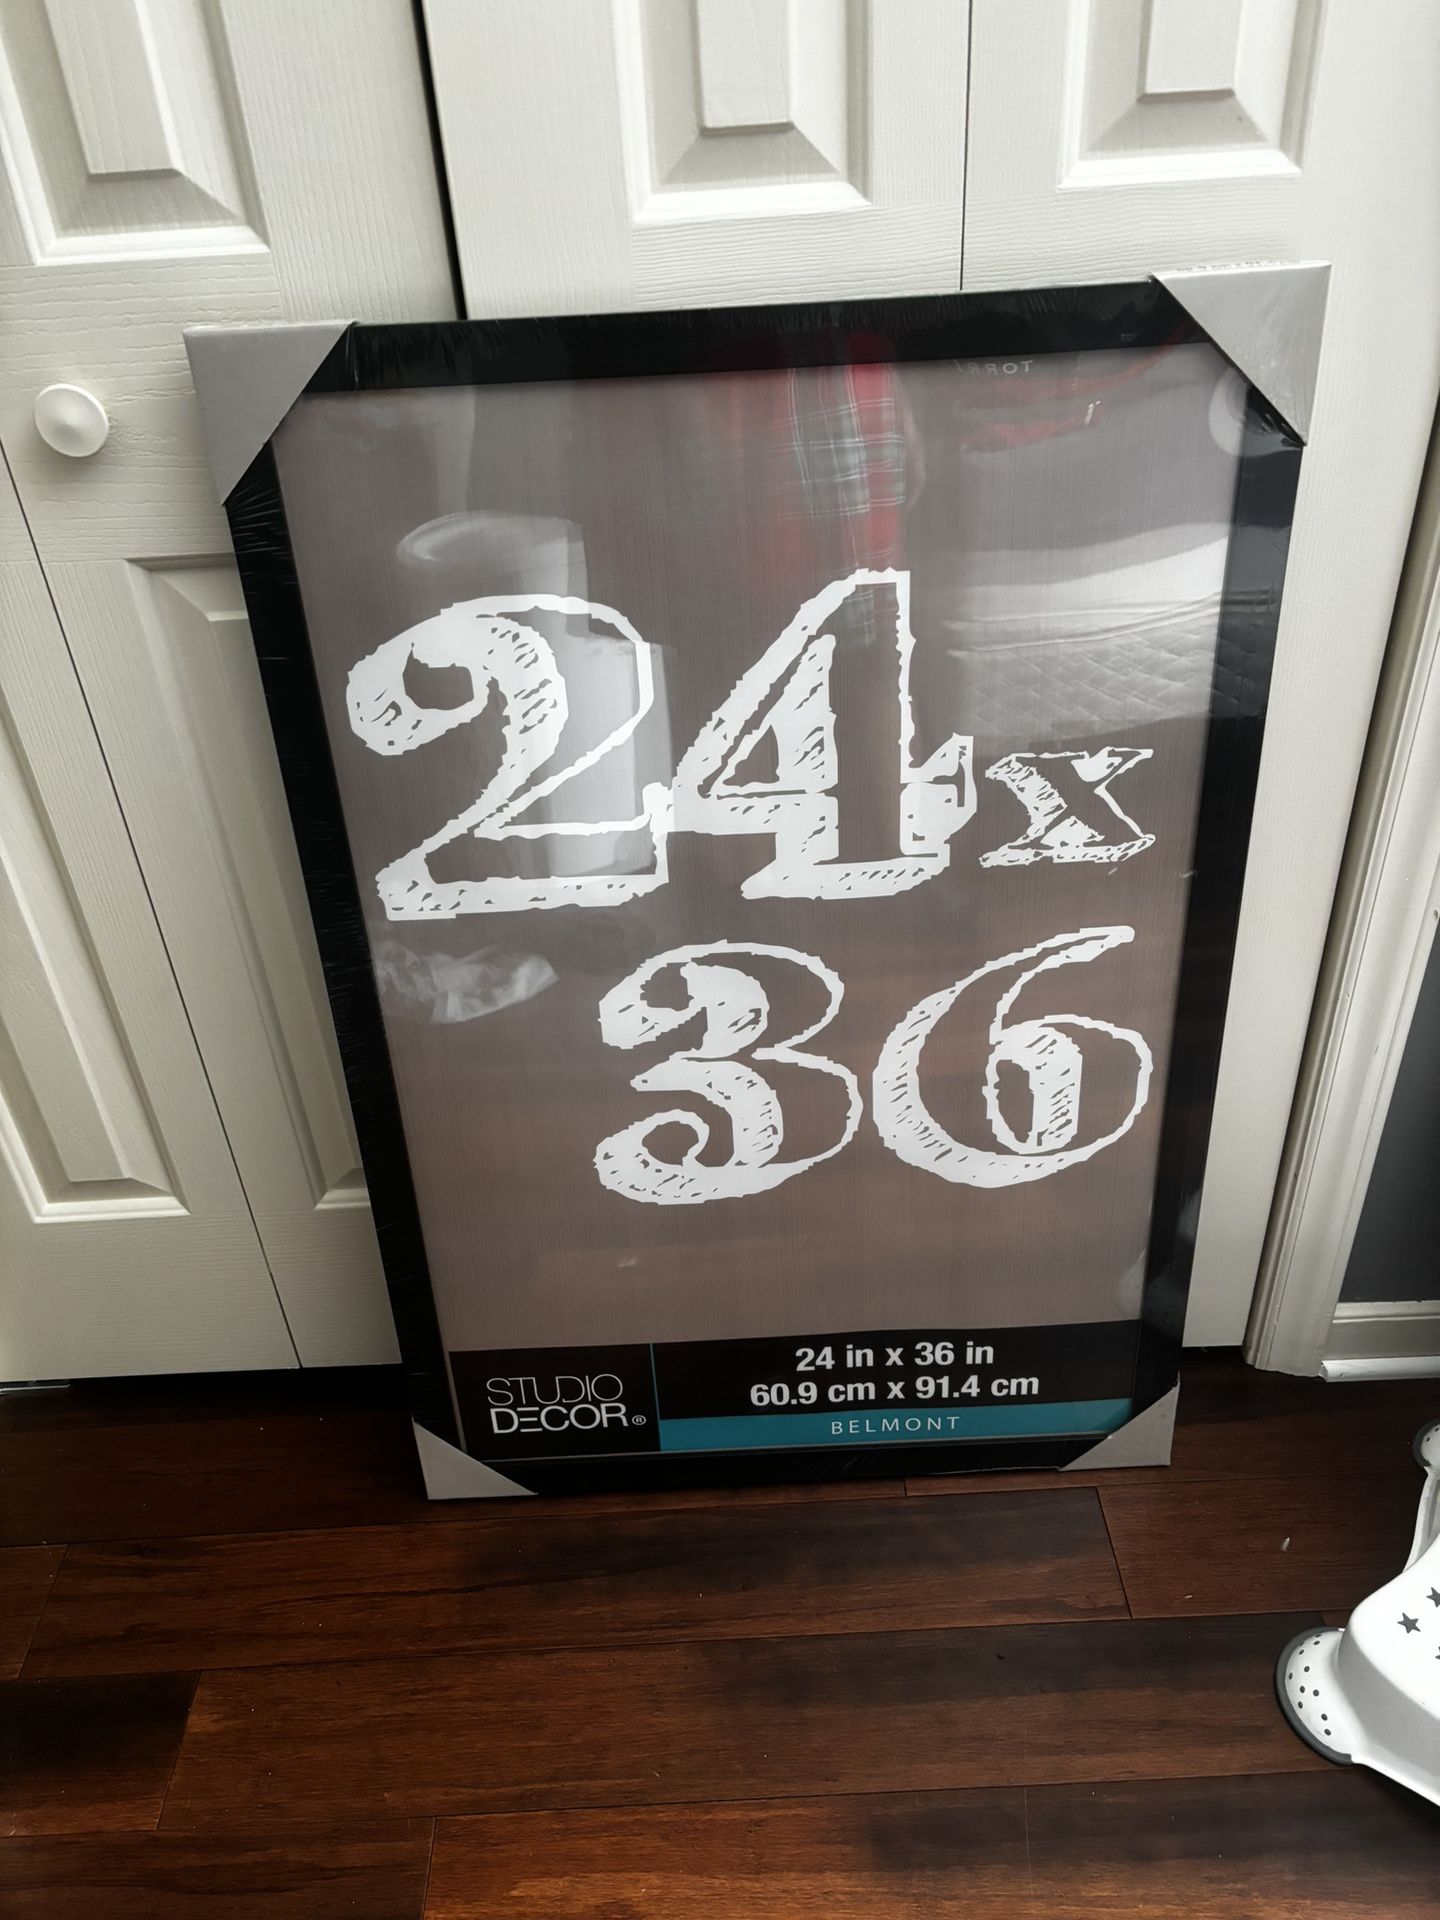 24x
36
STUDIO
DECOR®
24 in x 36 in
60.9 cm x 91.4 cm
BELMONT